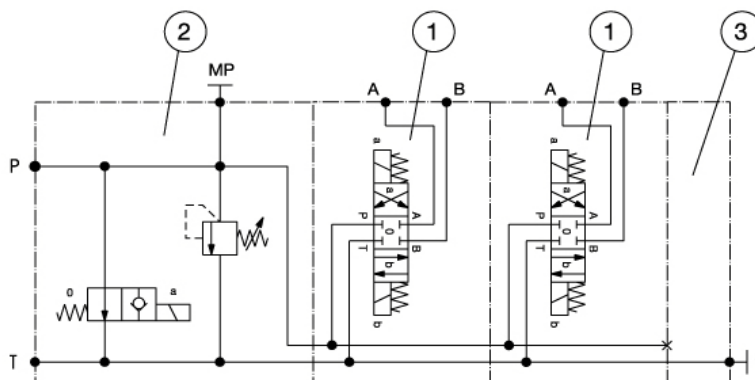 2 1 1 3
MP A B A B
a a
P
a a
P A P A
0 0
T B T B
b b
0 a
b b
T